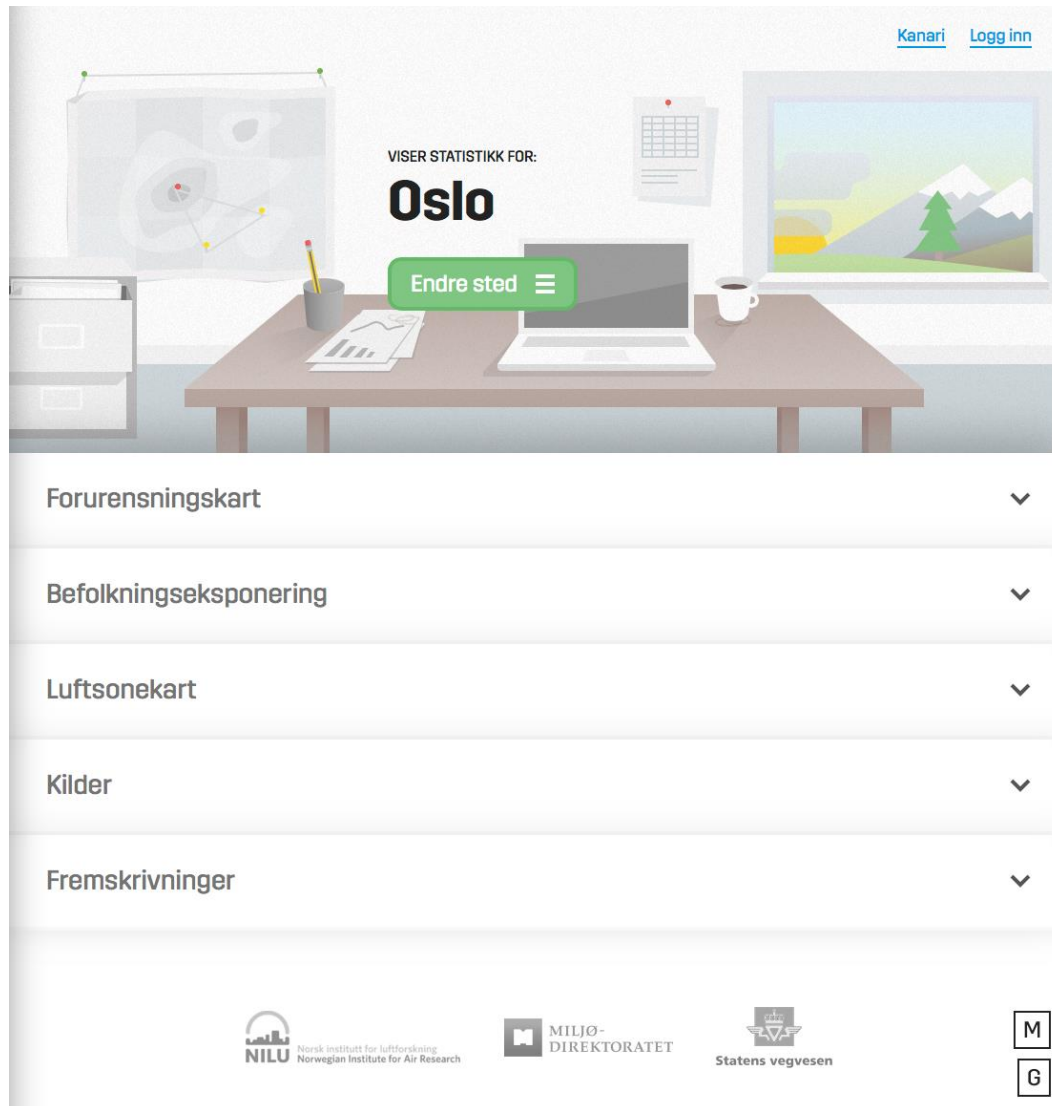 Kanari Logg inn
VISER STATISTIKK FOR:
Oslo
Endre sted
Forurensningskart
Befolkningseksponering
Luftsonekart
Kilder
Fremskrivninger
NILU
Norsk institutt for luftforskning
Norwegian Institute for Air Research
MILJØ-
DIREKTORATET
Statens vegvesen
M
G